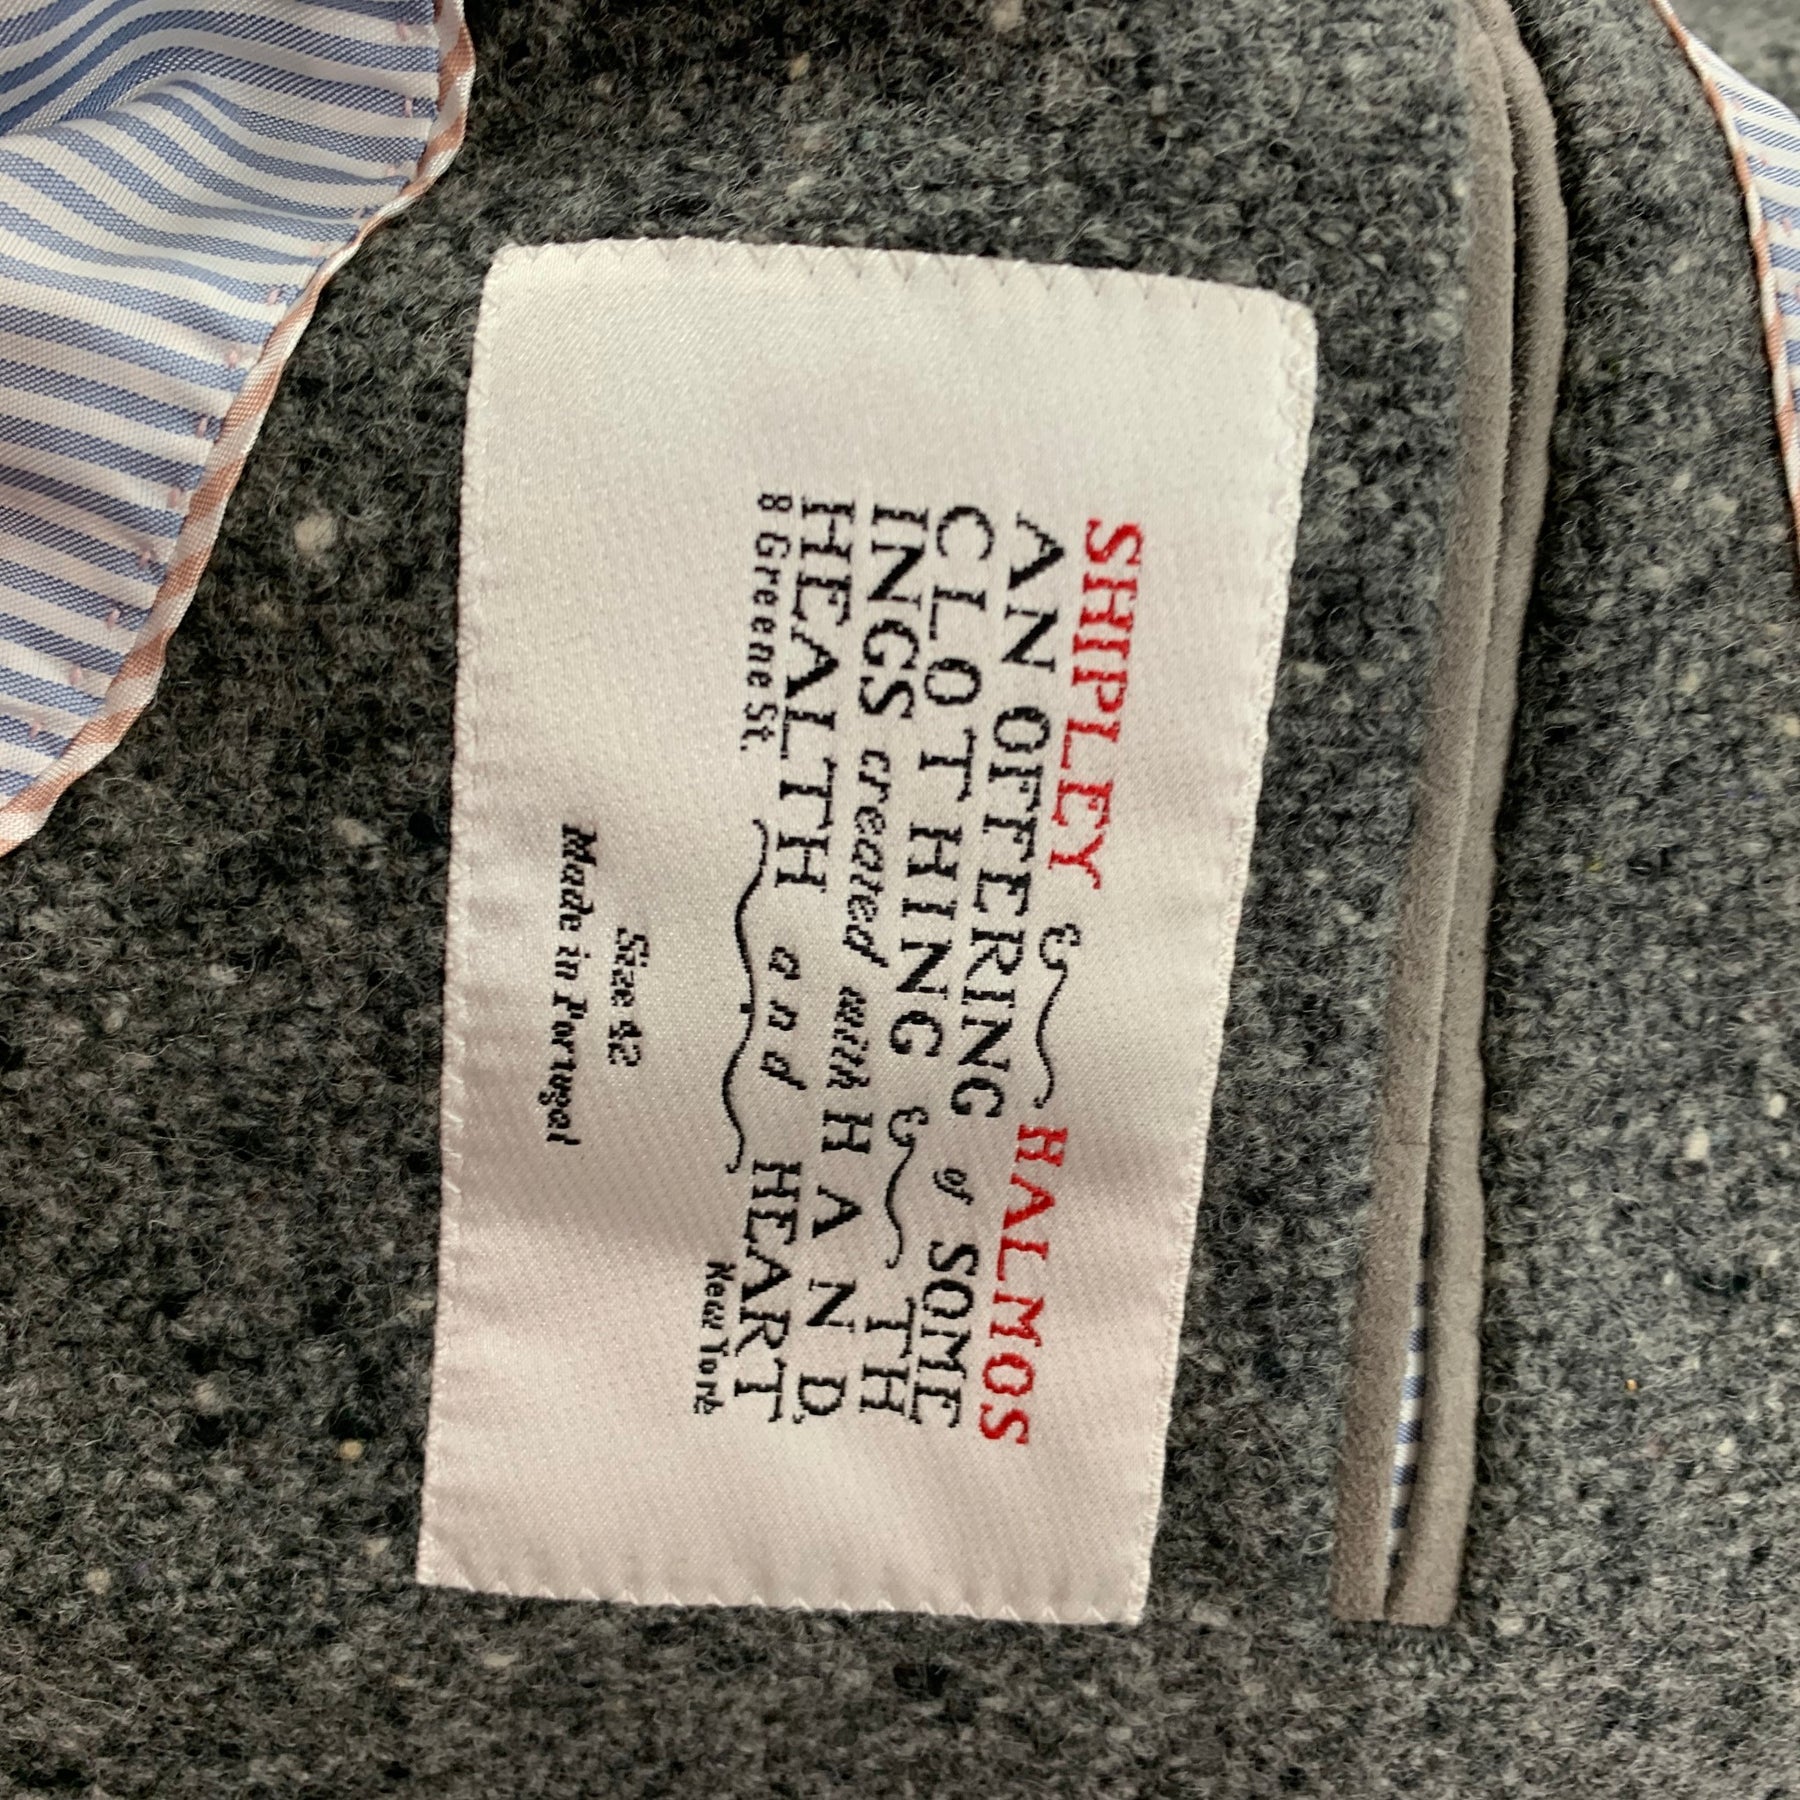 SHIPLEY & HALMOS
AN OFFERING of SOME
CLOTHING & TH
INGS created with HAND,
HEALTH and HEART
8 Greene St. New York
Size 42
Made in Portugal